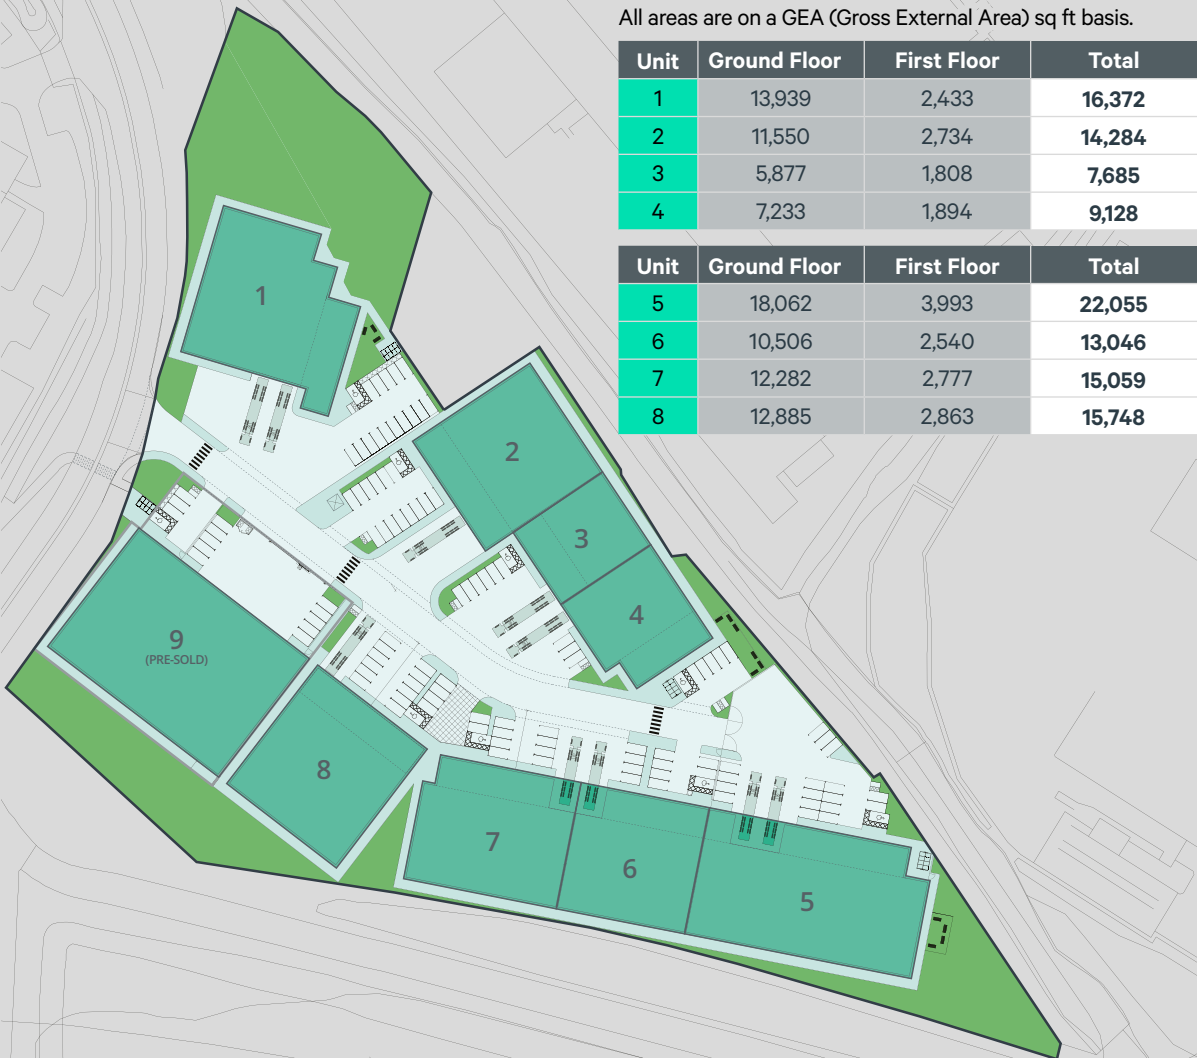 All areas are on a GEA (Gross External Area) sq ft basis.
Unit Ground Floor First Floor Total
1 13,939 2,433 16,372
2 11,550 2,734 14,284
3 5,877 1,808 7,685
4 7,233 1,894 9,128
Unit Ground Floor First Floor Total
5 18,062 3,993 22,055
6 10,506 2,540 13,046
7 12,282 2,777 15,059
8 12,885 2,863 15,748
1
2
3
4
9
(PRE-SOLD)
8
7
6
5